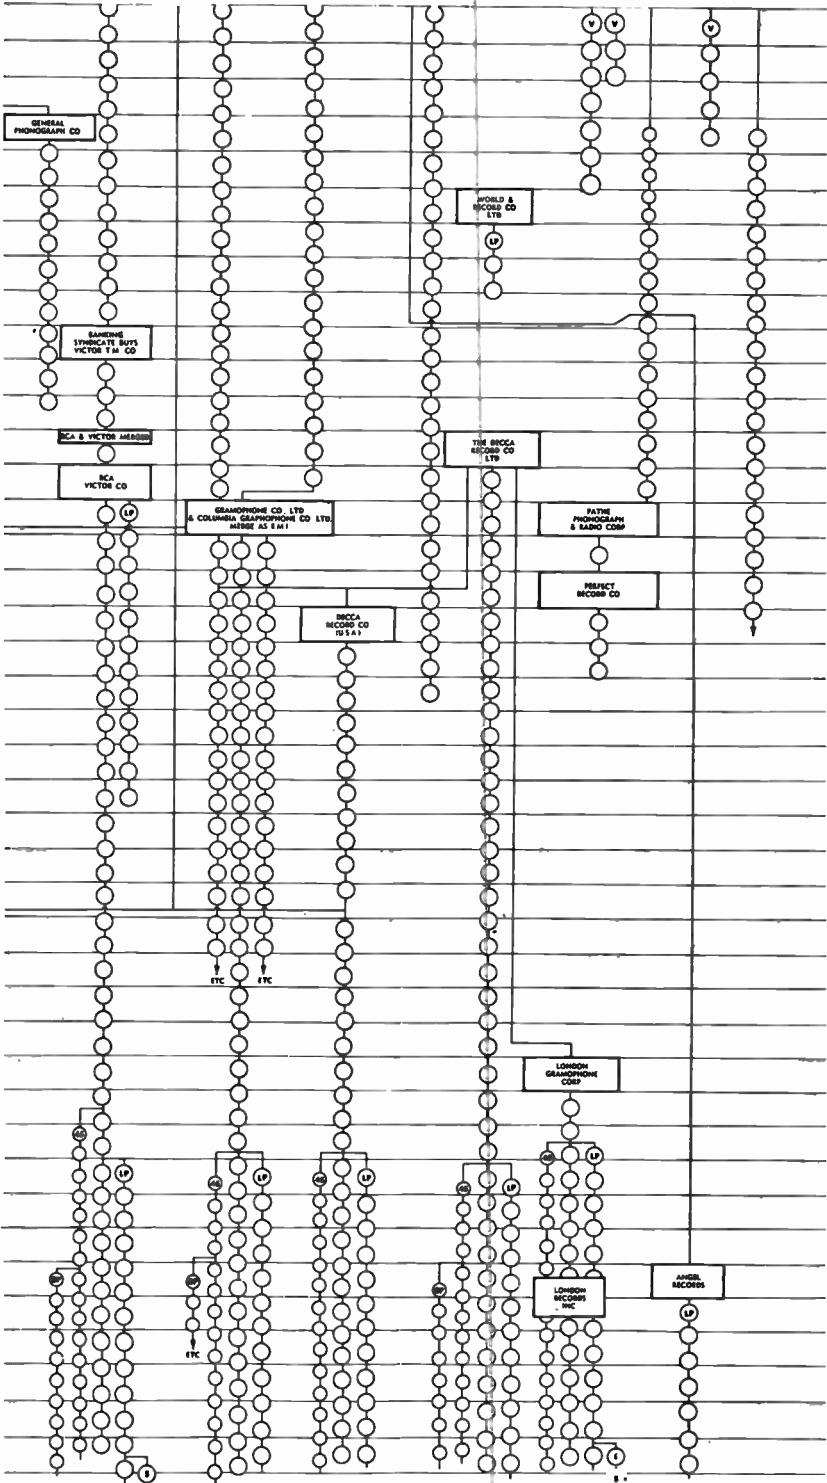 V
V
V
GENERAL
PHONOGRAPH CO
WORLD &
RECORD CO
LTD
LP
BANKING
SYNDICATE BUYS
VICTOR T M CO
RCA & VICTOR MERGED
THE DECCA
RECORD CO
LTD
RCA
VICTOR CO
LP
GRAMOPHONE CO. LTD
& COLUMBIA GRAPHOPHONE CO LTD.
MERGE AS E M I
PATHE
PHONOGRAPH
& RADIO CORP
PERFECT
RECORD CO
DECCA
RECORD CO
(U S A)
ETC
ETC
LONDON
GRAMOPHONE
CORP
45
LP
45
LP
45
LP
45
LP
45
LP
EP
EP
EP
LONDON
RECORDS
INC
ANGEL
RECORDS
LP
ETC
S
S